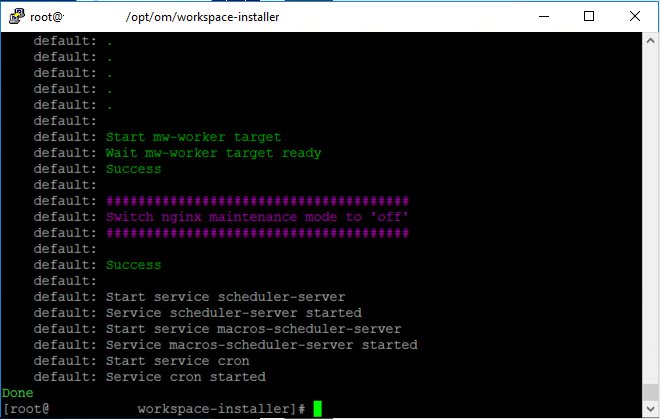 root@ /opt/om/workspace-installer
default: .
default: .
default: .
default: .
default: .
default:
default: Start mw-worker target
default: Wait mw-worker target ready
default: Success
default:
default: ######################################
default: Switch nginx maintenance mode to 'off'
default: ######################################
default:
default: Success
default:
default: Start service scheduler-server
default: Service scheduler-server started
default: Start service macros-scheduler-server
default: Service macros-scheduler-server started
default: Start service cron
default: Service cron started
Done
[root@ workspace-installer]#